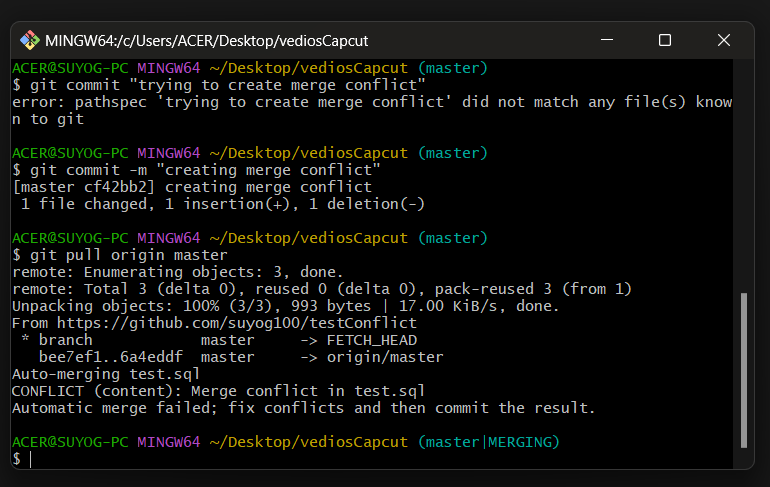 MINGW64:/c/Users/ACER/Desktop/vediosCapcut
ACER@SUYOG-PC MINGW64 ~/Desktop/vediosCapcut (master)
$ git commit "trying to create merge conflict"
error: pathspec 'trying to create merge conflict' did not match any file(s) know
n to git
ACER@SUYOG-PC MINGW64 ~/Desktop/vediosCapcut (master)
$ git commit -m "creating merge conflict"
[master cf42bb2] creating merge conflict
 1 file changed, 1 insertion(+), 1 deletion(-)
ACER@SUYOG-PC MINGW64 ~/Desktop/vediosCapcut (master)
$ git pull origin master
remote: Enumerating objects: 3, done.
remote: Total 3 (delta 0), reused 0 (delta 0), pack-reused 3 (from 1)
Unpacking objects: 100% (3/3), 993 bytes | 17.00 KiB/s, done.
From https://github.com/suyog100/testConflict
 * branch            master     -> FETCH_HEAD
   bee7ef1..6a4eddf  master     -> origin/master
Auto-merging test.sql
CONFLICT (content): Merge conflict in test.sql
Automatic merge failed; fix conflicts and then commit the result.
ACER@SUYOG-PC MINGW64 ~/Desktop/vediosCapcut (master|MERGING)
$